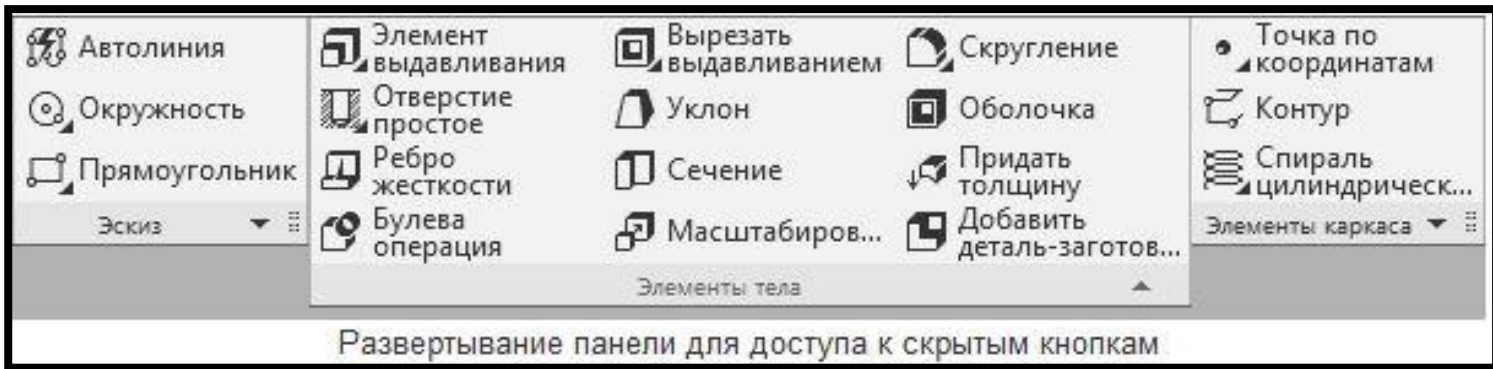 Автолиния
Окружность
Прямоугольник
Эскиз
Элемент
выдавливания
Отверстие
простое
Ребро
жесткости
Булева
операция
Вырезать
выдавливанием
Уклон
Сечение
Масштабиров...
Скругление
Оболочка
Придать
толщину
Добавить
деталь-заготов...
Элементы тела
Точка по
координатам
Контур
Спираль
цилиндрическ...
Элементы каркаса
Развертывание панели для доступа к скрытым кнопкам